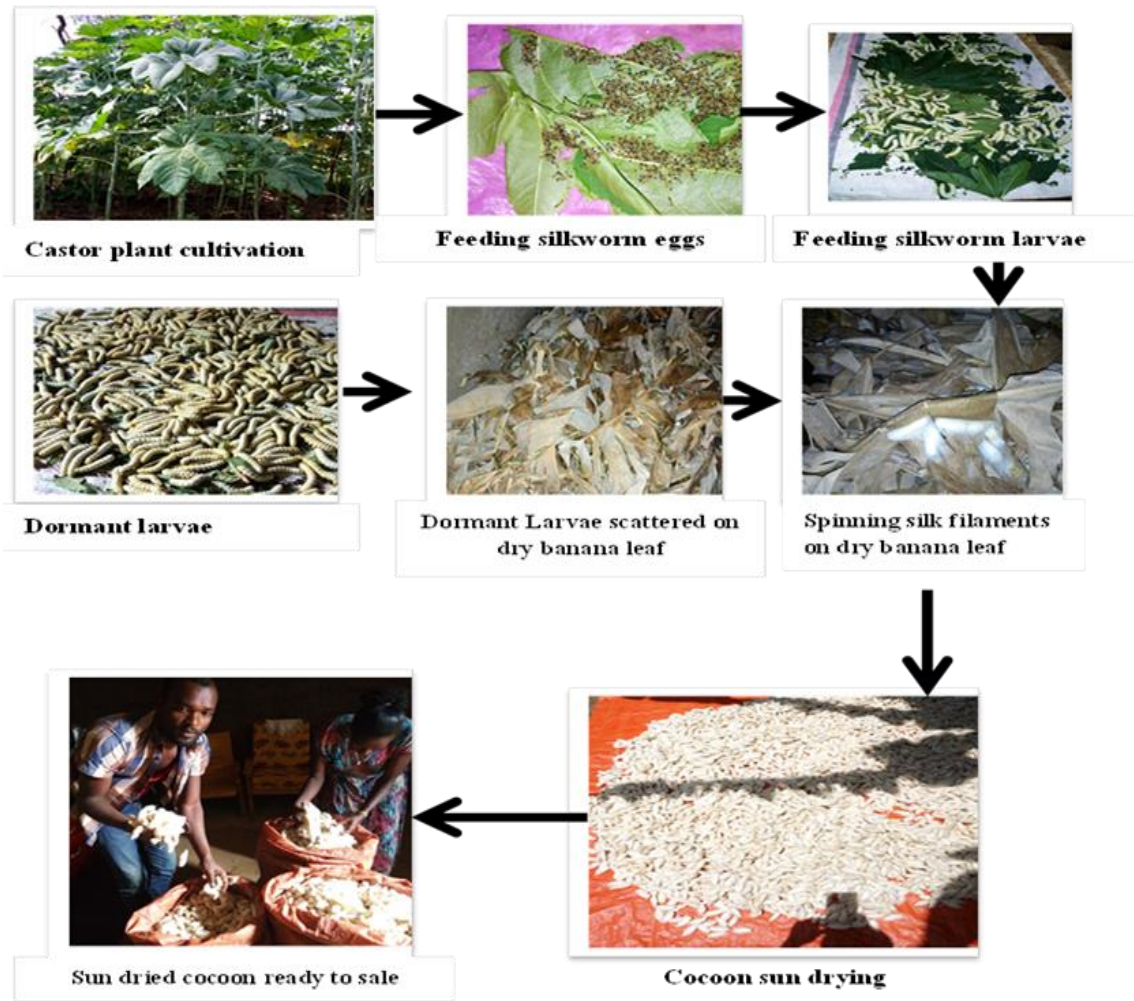 Castor plant cultivation
Feeding silkworm eggs
Feeding silkworm larvae
Dormant larvae
Dormant Larvae scattered on
dry banana leaf
Spinning silk filaments
on dry banana leaf
Sun dried cocoon ready to sale
Cocoon sun drying